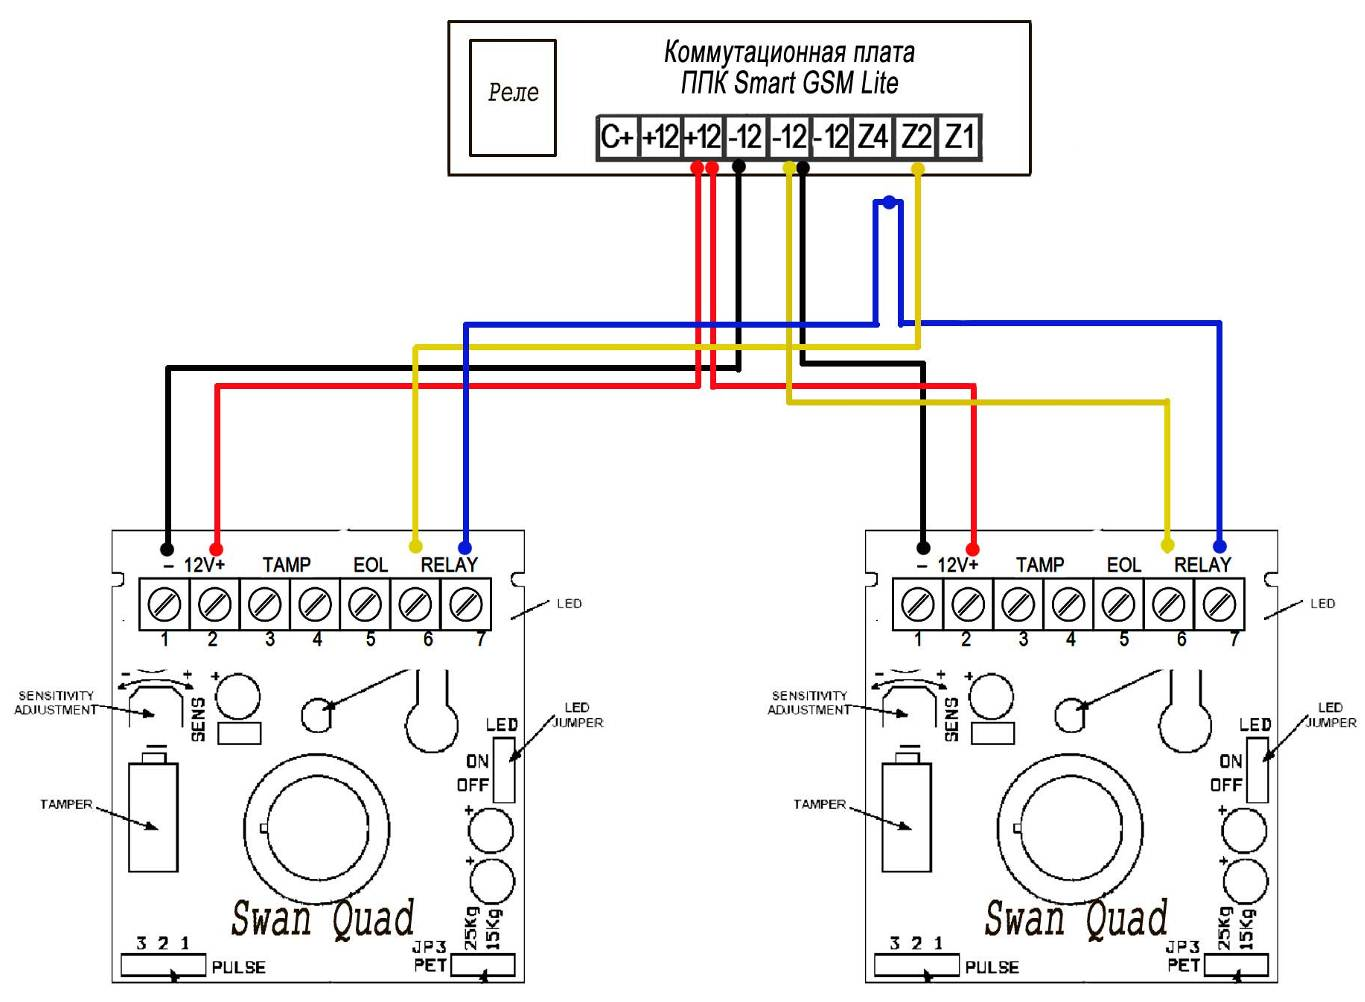 Коммутационная плата
ППК Smart GSM Lite
Реле
C+ +12 +12 -12 -12 -12 Z4 Z2 Z1
– 12V+ TAMP EOL RELAY
1 2 3 4 5 6 7
LED
SENSITIVITY
ADJUSTMENT
- +
SENS
+
LED
JUMPER
LED
ON
OFF
TAMPER
+
+
Swan Quad
25Kg
15Kg
3 2 1
PULSE
JP3
PET
– 12V+ TAMP EOL RELAY
1 2 3 4 5 6 7
LED
SENSITIVITY
ADJUSTMENT
- +
SENS
+
LED
JUMPER
LED
ON
OFF
TAMPER
+
+
Swan Quad
25Kg
15Kg
3 2 1
PULSE
JP3
PET